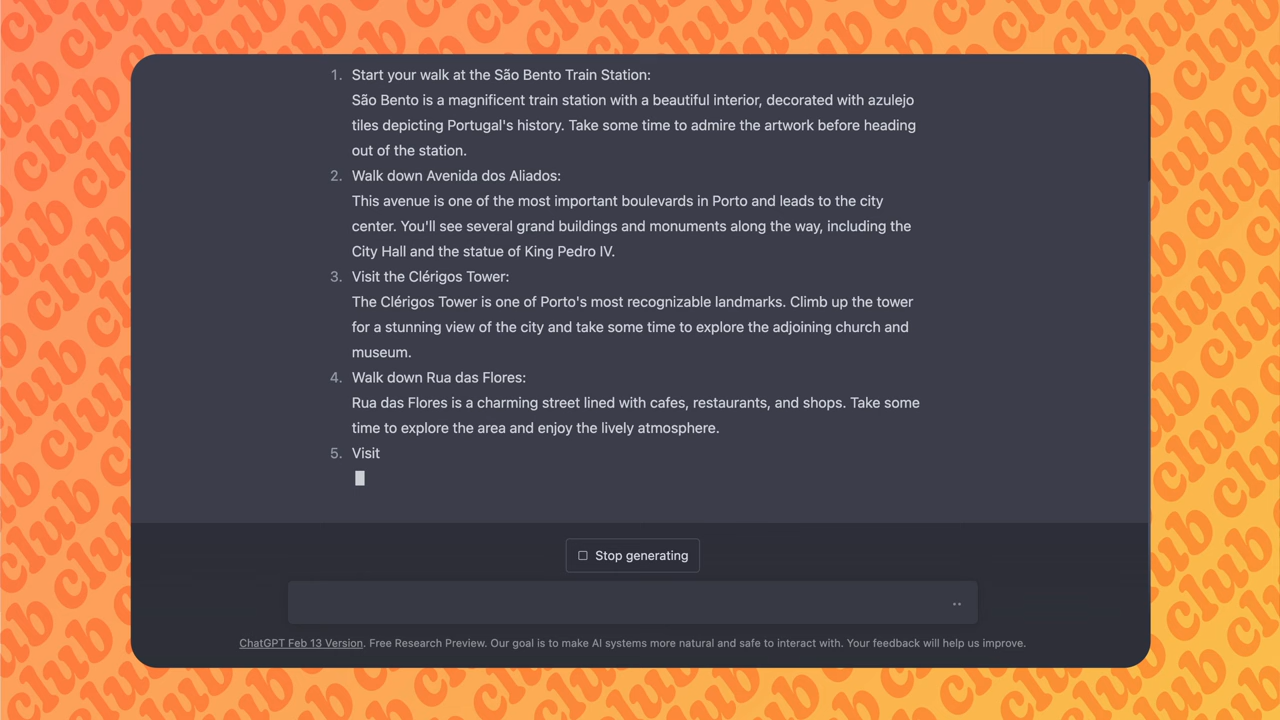 1. Start your walk at the São Bento Train Station:
São Bento is a magnificent train station with a beautiful interior, decorated with azulejo
tiles depicting Portugal's history. Take some time to admire the artwork before heading
out of the station.
2. Walk down Avenida dos Aliados:
This avenue is one of the most important boulevards in Porto and leads to the city
center. You'll see several grand buildings and monuments along the way, including the
City Hall and the statue of King Pedro IV.
3. Visit the Clérigos Tower:
The Clérigos Tower is one of Porto's most recognizable landmarks. Climb up the tower
for a stunning view of the city and take some time to explore the adjoining church and
museum.
4. Walk down Rua das Flores:
Rua das Flores is a charming street lined with cafes, restaurants, and shops. Take some
time to explore the area and enjoy the lively atmosphere.
5. Visit
Stop generating
ChatGPT Feb 13 Version. Free Research Preview. Our goal is to make AI systems more natural and safe to interact with. Your feedback will help us improve.
club